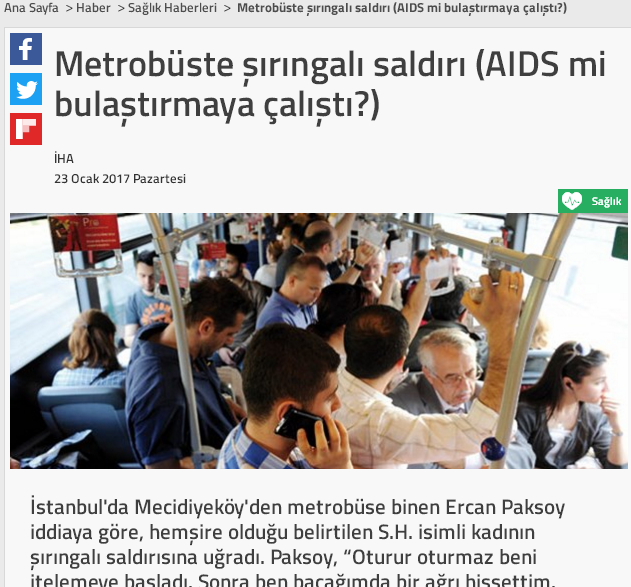 Ana Sayfa > Haber > Sağlık Haberleri > Metrobüste şırıngalı saldırı (AIDS mi bulaştırmaya çalıştı?)
Metrobüste şırıngalı saldırı (AIDS mi
bulaştırmaya çalıştı?)
İHA
23 Ocak 2017 Pazartesi
Sağlık
Pro
İstanbul'da Mecidiyeköy'den metrobüse binen Ercan Paksoy
iddiaya göre, hemşire olduğu belirtilen S.H. isimli kadının
şırıngalı saldırısına uğradı. Paksoy, “Oturur oturmaz beni
itelemeye başladı. Sonra ben bacağımda bir ağrı hissettim.